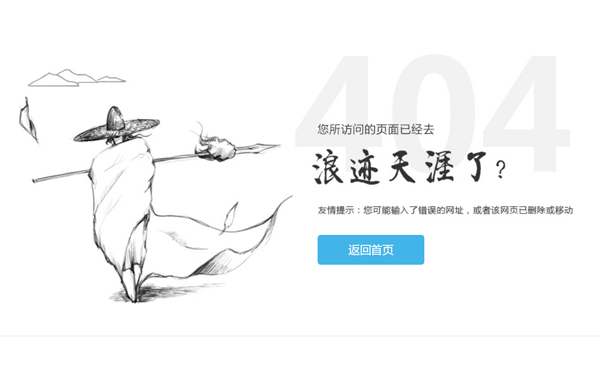 404
您所访问的页面已经去
浪迹天涯了?
友情提示：您可能输入了错误的网址，或者该网页已删除或移动
返回首页